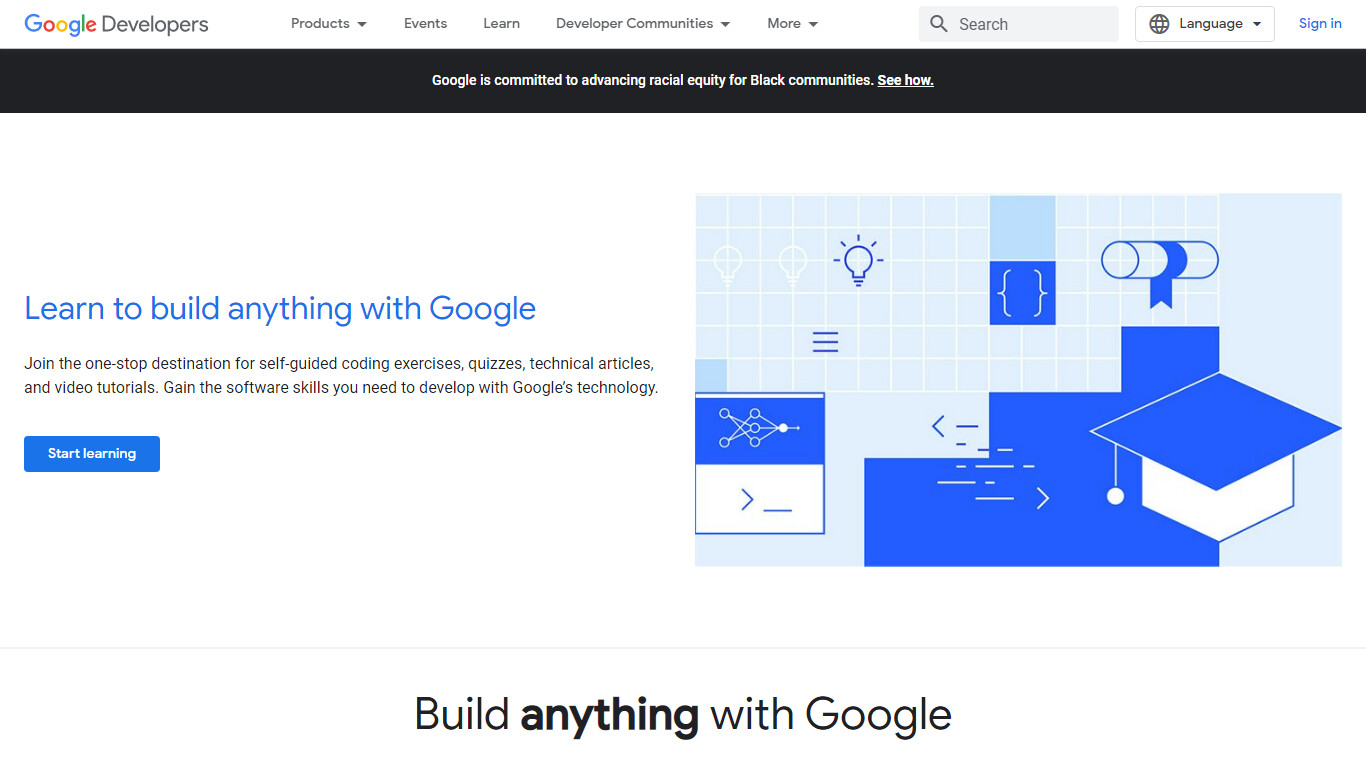 Google Developers Products Events Learn Developer Communities More Search Language Sign in
Google is committed to advancing racial equity for Black communities. See how.
Learn to build anything with Google
Join the one-stop destination for self-guided coding exercises, quizzes, technical articles,
and video tutorials. Gain the software skills you need to develop with Google’s technology.
Start learning
Build anything with Google